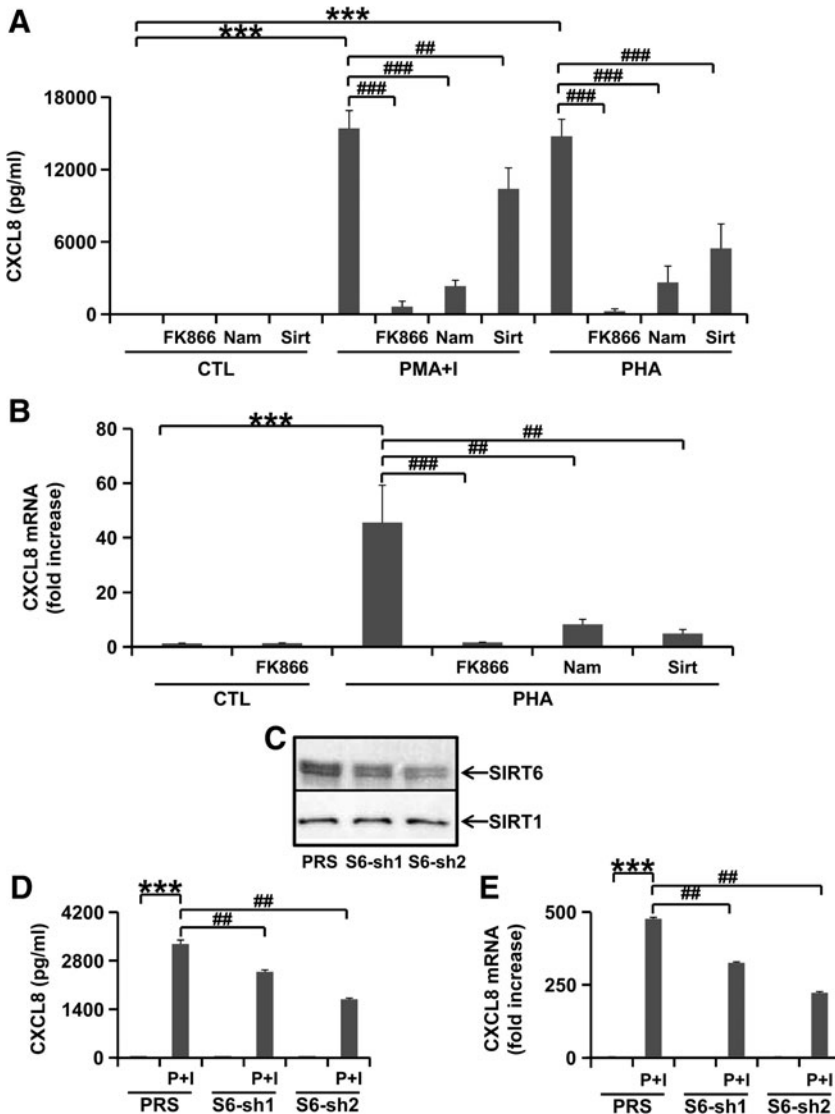 A
*** 
***
##
###
###
###
###
###
CXCL8 (pg/ml)
18000
12000
6000
0
FK866 Nam Sirt FK866 Nam Sirt FK866 Nam Sirt
CTL PMA+I PHA
B
***
##
##
###
CXCL8 mRNA
(fold increase)
80
60
40
20
0
FK866 FK866 Nam Sirt
CTL PHA
C
SIRT6
SIRT1
PRS S6-sh1 S6-sh2
D
***
##
##
CXCL8 (pg/ml)
4200
2800
1400
0
P+I P+I P+I
PRS S6-sh1 S6-sh2
E
***
##
##
CXCL8 mRNA
(fold increase)
500
250
0
P+I P+I P+I
PRS S6-sh1 S6-sh2